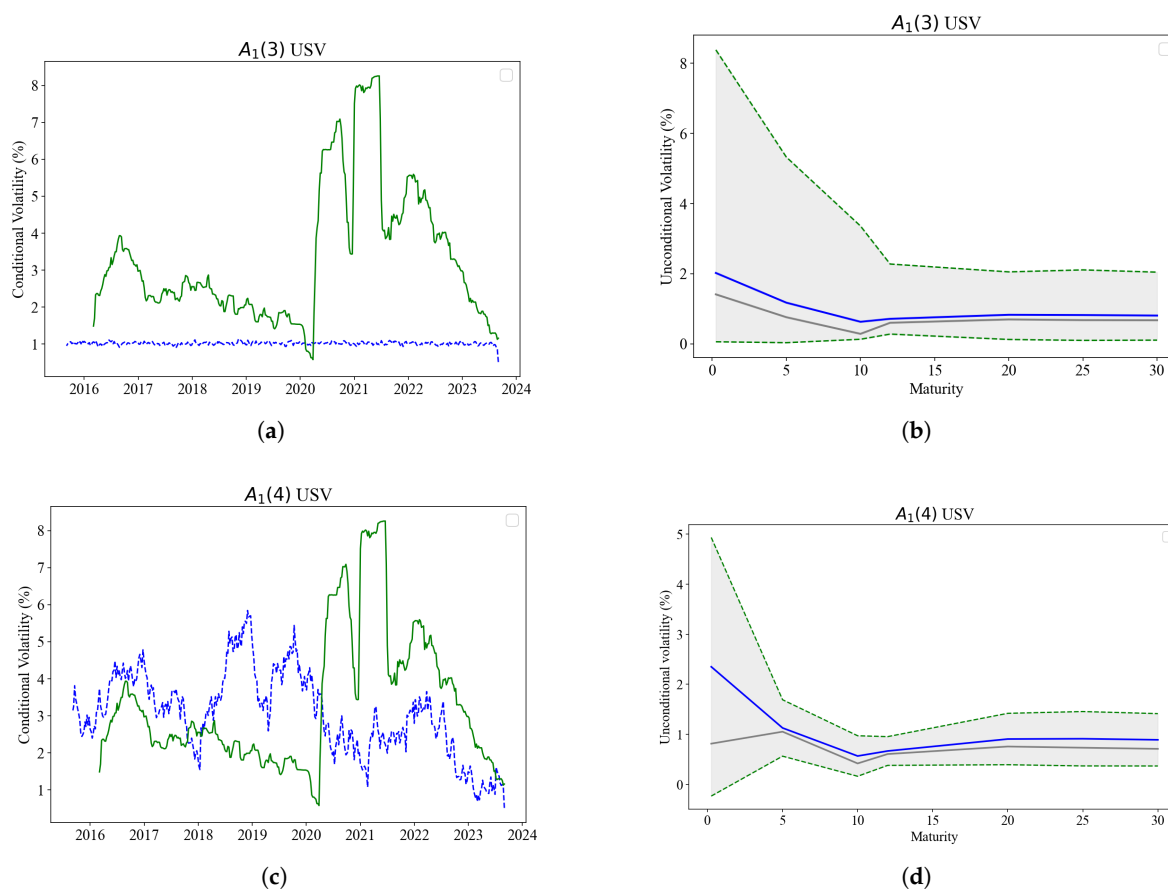 A₁(3) USV
Conditional Volatility (%)
8
7
6
5
4
3
2
1
2016 2017 2018 2019 2020 2021 2022 2023 2024
(a)
A₁(3) USV
Unconditional Volatility (%)
8
6
4
2
0
0 5 10 15 20 25 30
Maturity
(b)
A₁(4) USV
Conditional Volatility (%)
8
7
6
5
4
3
2
1
2016 2017 2018 2019 2020 2021 2022 2023 2024
(c)
A₁(4) USV
Unconditional volatility (%)
5
4
3
2
1
0
0 5 10 15 20 25 30
Maturity
(d)